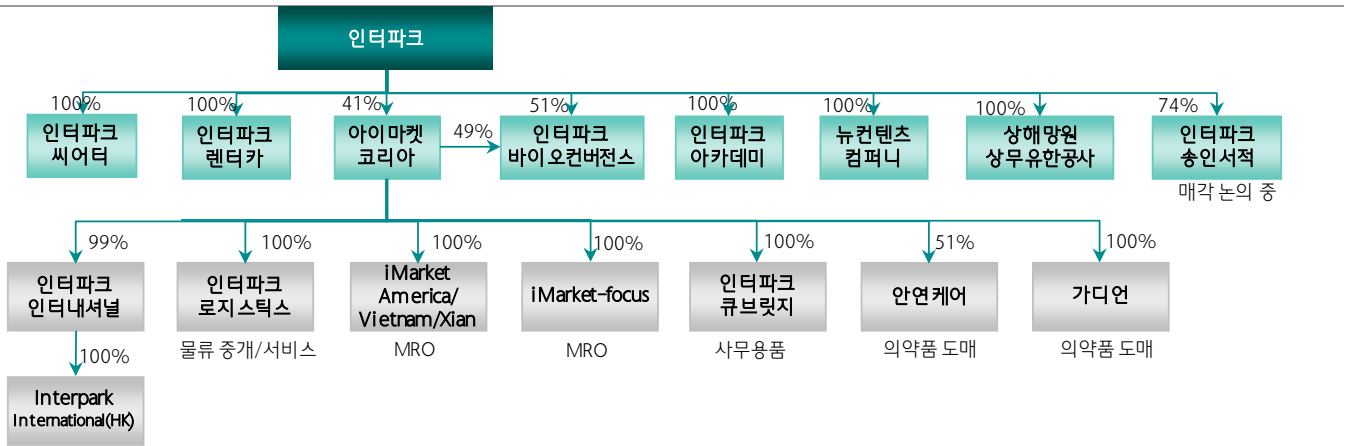 인터파크
100%
100%
41%
51%
100%
100%
100%
74%
인터파크
씨어터
인터파크
렌터카
아이마켓
코리아
49%
인터파크
바이오컨버전스
인터파크
아카데미
뉴컨텐츠
컴퍼니
상해망원
상무유한공사
인터파크
송인서적
매각 논의 중
99%
100%
100%
100%
100%
51%
100%
인터파크
인터내셔널
인터파크
로지스틱스
iMarket
America/
Vietnam/Xian
iMarket-focus
인터파크
큐브릿지
안연케어
가디언
물류 중개/서비스
MRO
MRO
사무용품
의약품 도매
의약품 도매
100%
Interpark
International(HK)